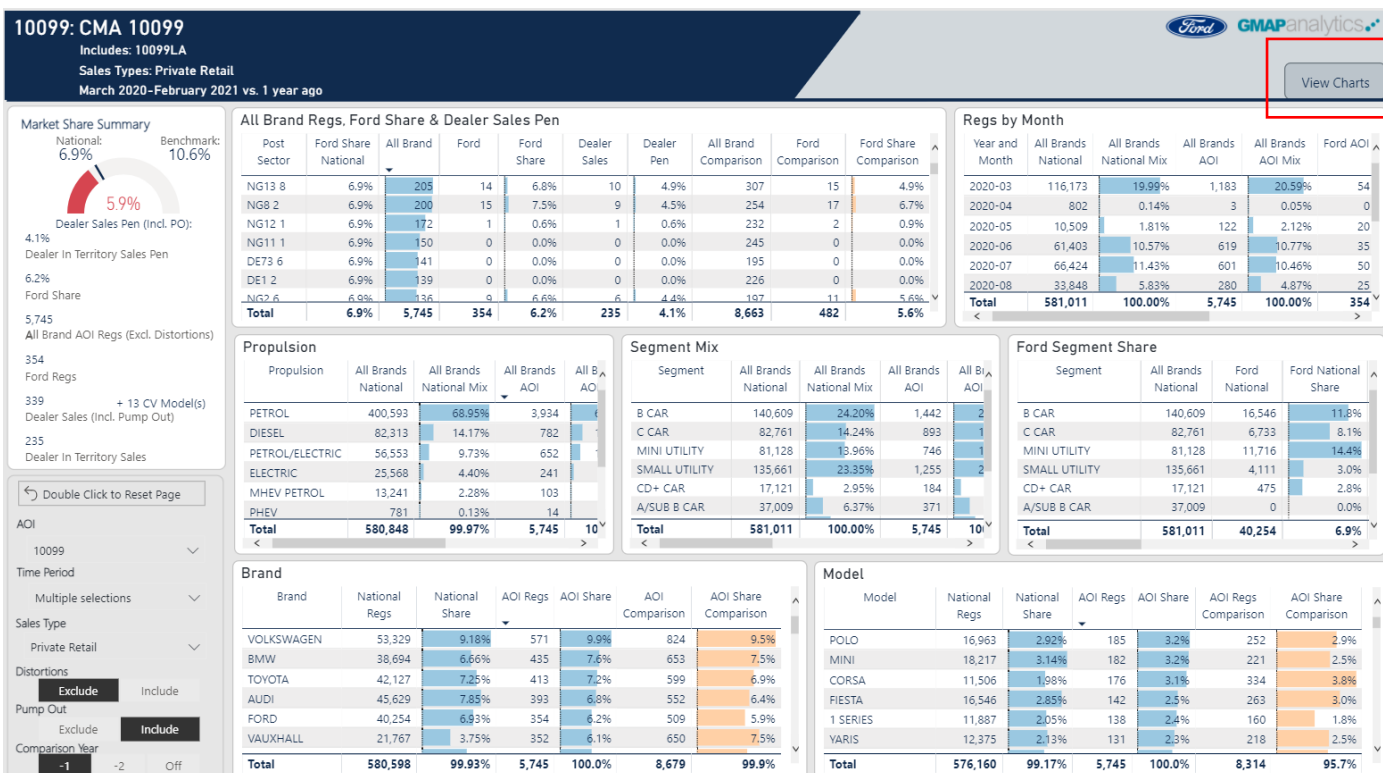 10099: CMA 10099
Includes: 10099LA
Sales Types: Private Retail
March 2020-February 2021 vs. 1 year ago
Ford GMAPanalytics
View Charts
Market Share Summary
National: Benchmark:
6.9% 10.6%
5.9%
Dealer Sales Pen (Incl. PO):
4.1%
Dealer In Territory Sales Pen
6.2%
Ford Share
5,745
All Brand AOI Regs (Excl. Distortions)
354
Ford Regs
339 + 13 CV Model(s)
Dealer Sales (Incl. Pump Out)
235
Dealer In Territory Sales
Double Click to Reset Page
AOI
10099
Time Period
Multiple selections
Sales Type
Private Retail
Distortions
Exclude Include
Pump Out
Exclude Include
Comparison Year
-1 -2 Off
All Brand Regs, Ford Share & Dealer Sales Pen
Post Ford Share All Brand Ford Ford Dealer Dealer All Brand Ford Ford Share
Sector National Share Sales Pen Comparison Comparison Comparison
NG13 8 6.9% 205 14 6.8% 10 4.9% 307 15 4.9%
NG8 2 6.9% 200 15 7.5% 9 4.5% 254 17 6.7%
NG12 1 6.9% 172 1 0.6% 1 0.6% 232 2 0.9%
NG11 1 6.9% 150 0 0.0% 0 0.0% 245 0 0.0%
DE73 6 6.9% 141 0 0.0% 0 0.0% 195 0 0.0%
DE1 2 6.9% 139 0 0.0% 0 0.0% 226 0 0.0%
NG2 6 6.9% 136 9 6.6% 6 4.4% 197 11 5.6%
Total 6.9% 5,745 354 6.2% 235 4.1% 8,663 482 5.6%
Regs by Month
Year and All Brands All Brands All Brands All Brands Ford AOI
Month National National Mix AOI AOI Mix
2020-03 116,173 19.99% 1,183 20.59% 54
2020-04 802 0.14% 3 0.05% 0
2020-05 10,509 1.81% 122 2.12% 20
2020-06 61,403 10.57% 619 10.77% 35
2020-07 66,424 11.43% 601 10.46% 50
2020-08 33,848 5.83% 280 4.87% 25
Total 581,011 100.00% 5,745 100.00% 354
Propulsion
Propulsion All Brands All Brands All Brands All B
National National Mix AOI AO
PETROL 400,593 68.95% 3,934 6
DIESEL 82,313 14.17% 782 1
PETROL/ELECTRIC 56,553 9.73% 652 1
ELECTRIC 25,568 4.40% 241
MHEV PETROL 13,241 2.28% 103
PHEV 781 0.13% 14
Total 580,848 99.97% 5,745 10
Segment Mix
Segment All Brands All Brands All Brands All B
National National Mix AOI AOI
B CAR 140,609 24.20% 1,442 2
C CAR 82,761 14.24% 893 1
MINI UTILITY 81,128 13.96% 746 1
SMALL UTILITY 135,661 23.35% 1,255 2
CD+ CAR 17,121 2.95% 184
A/SUB B CAR 37,009 6.37% 371
Total 581,011 100.00% 5,745 10
Ford Segment Share
Segment All Brands Ford Ford National
National National Share
B CAR 140,609 16,546 11.8%
C CAR 82,761 6,733 8.1%
MINI UTILITY 81,128 11,716 14.4%
SMALL UTILITY 135,661 4,111 3.0%
CD+ CAR 17,121 475 2.8%
A/SUB B CAR 37,009 0 0.0%
Total 581,011 40,254 6.9%
Brand
Brand National National AOI Regs AOI Share AOI AOI Share
Regs Share Comparison Comparison
VOLKSWAGEN 53,329 9.18% 571 9.9% 824 9.5%
BMW 38,694 6.66% 435 7.6% 653 7.5%
TOYOTA 42,127 7.25% 413 7.2% 599 6.9%
AUDI 45,629 7.85% 393 6.8% 552 6.4%
FORD 40,254 6.93% 354 6.2% 509 5.9%
VAUXHALL 21,767 3.75% 352 6.1% 650 7.5%
Total 580,598 99.93% 5,745 100.0% 8,679 99.9%
Model
Model National National AOI Regs AOI Share AOI Regs AOI Share
Regs Share Comparison Comparison
POLO 16,963 2.92% 185 3.2% 252 2.9%
MINI 18,217 3.14% 182 3.2% 221 2.5%
CORSA 11,506 1.98% 176 3.1% 334 3.8%
FIESTA 16,546 2.85% 142 2.5% 263 3.0%
1 SERIES 11,887 2.05% 138 2.4% 160 1.8%
YARIS 12,375 2.13% 131 2.3% 218 2.5%
Total 576,160 99.17% 5,745 100.0% 8,314 95.7%